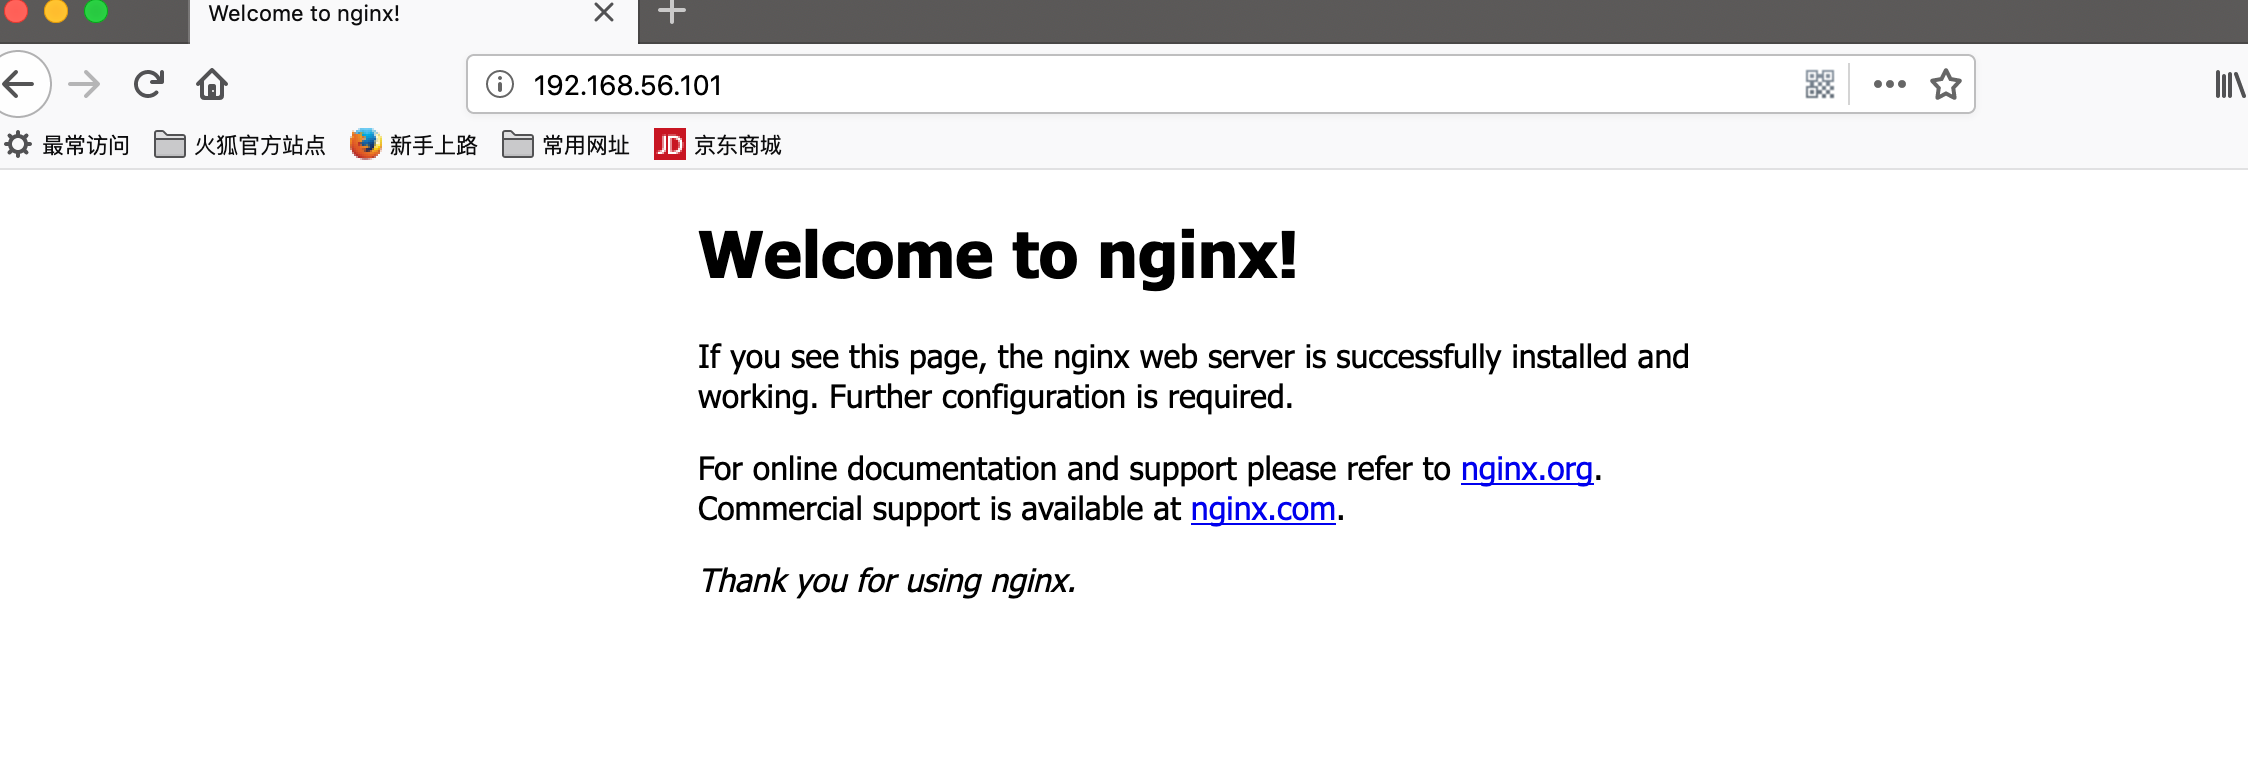 Welcome to nginx!
192.168.56.101
最常访问 火狐官方站点 新手上路 常用网址 JD 京东商城
Welcome to nginx!
If you see this page, the nginx web server is successfully installed and
working. Further configuration is required.
For online documentation and support please refer to nginx.org.
Commercial support is available at nginx.com.
Thank you for using nginx.